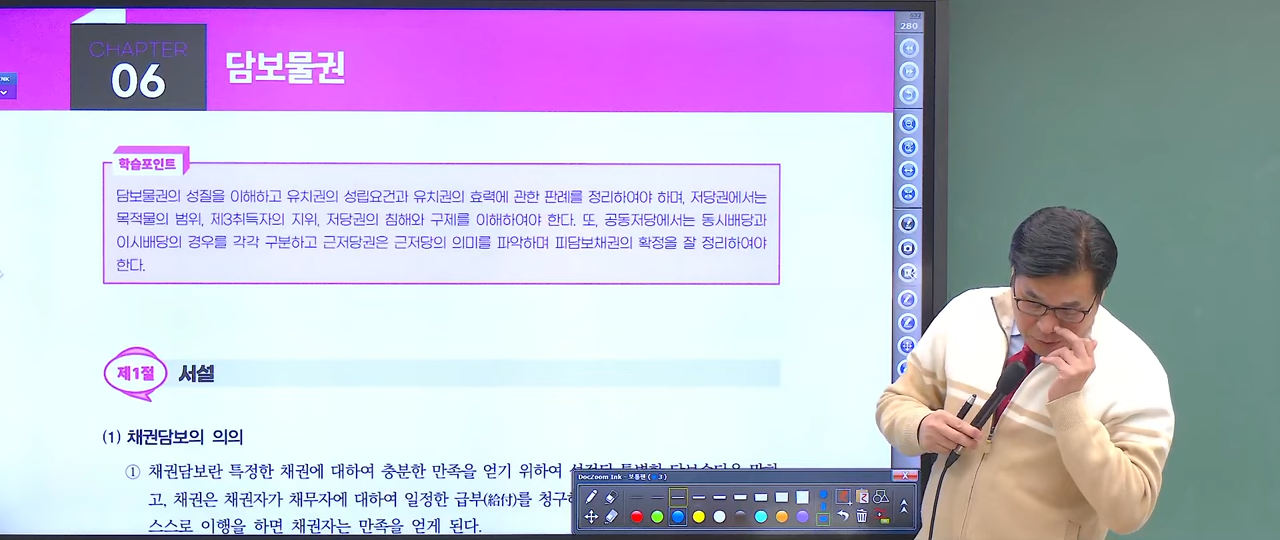 CHAPTER
06
담보물권
280
학습포인트
담보물권의 성질을 이해하고 유치권의 성립요건과 유치권의 효력에 관한 판례를 정리하여야 하며, 저당권에서는
목적물의 범위, 제3취득자의 지위, 저당권의 침해와 구제를 이해하여야 한다. 또, 공동저당에서는 동시배당과
이시배당의 경우를 각각 구분하고 근저당권은 근저당의 의미를 파악하며 피담보채권의 확정을 잘 정리하여야
한다.
제1절 서설
(1) 채권담보의 의의
① 채권담보란 특정한 채권에 대하여 충분한 만족을 얻기 위하여
고, 채권은 채권자가 채무자에 대하여 일정한 급부(給付)를 청구
스스로 이행을 하면 채권자는 만족을 얻게 된다.
DocZoom Ink - 보통펜 ( 3 )